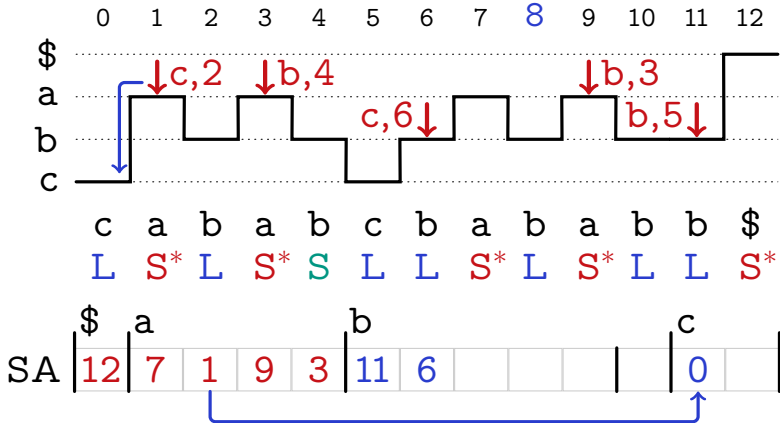 0 1 2 3 4 5 6 7 8 9 10 11 12
$
c,2 b,4 b,3
a
c,6 b,5
b
c
c a b a b c b a b a b b $
L S* L S* S L L S* L S* L L S*
$ a b c
SA 12 7 1 9 3 11 6 0